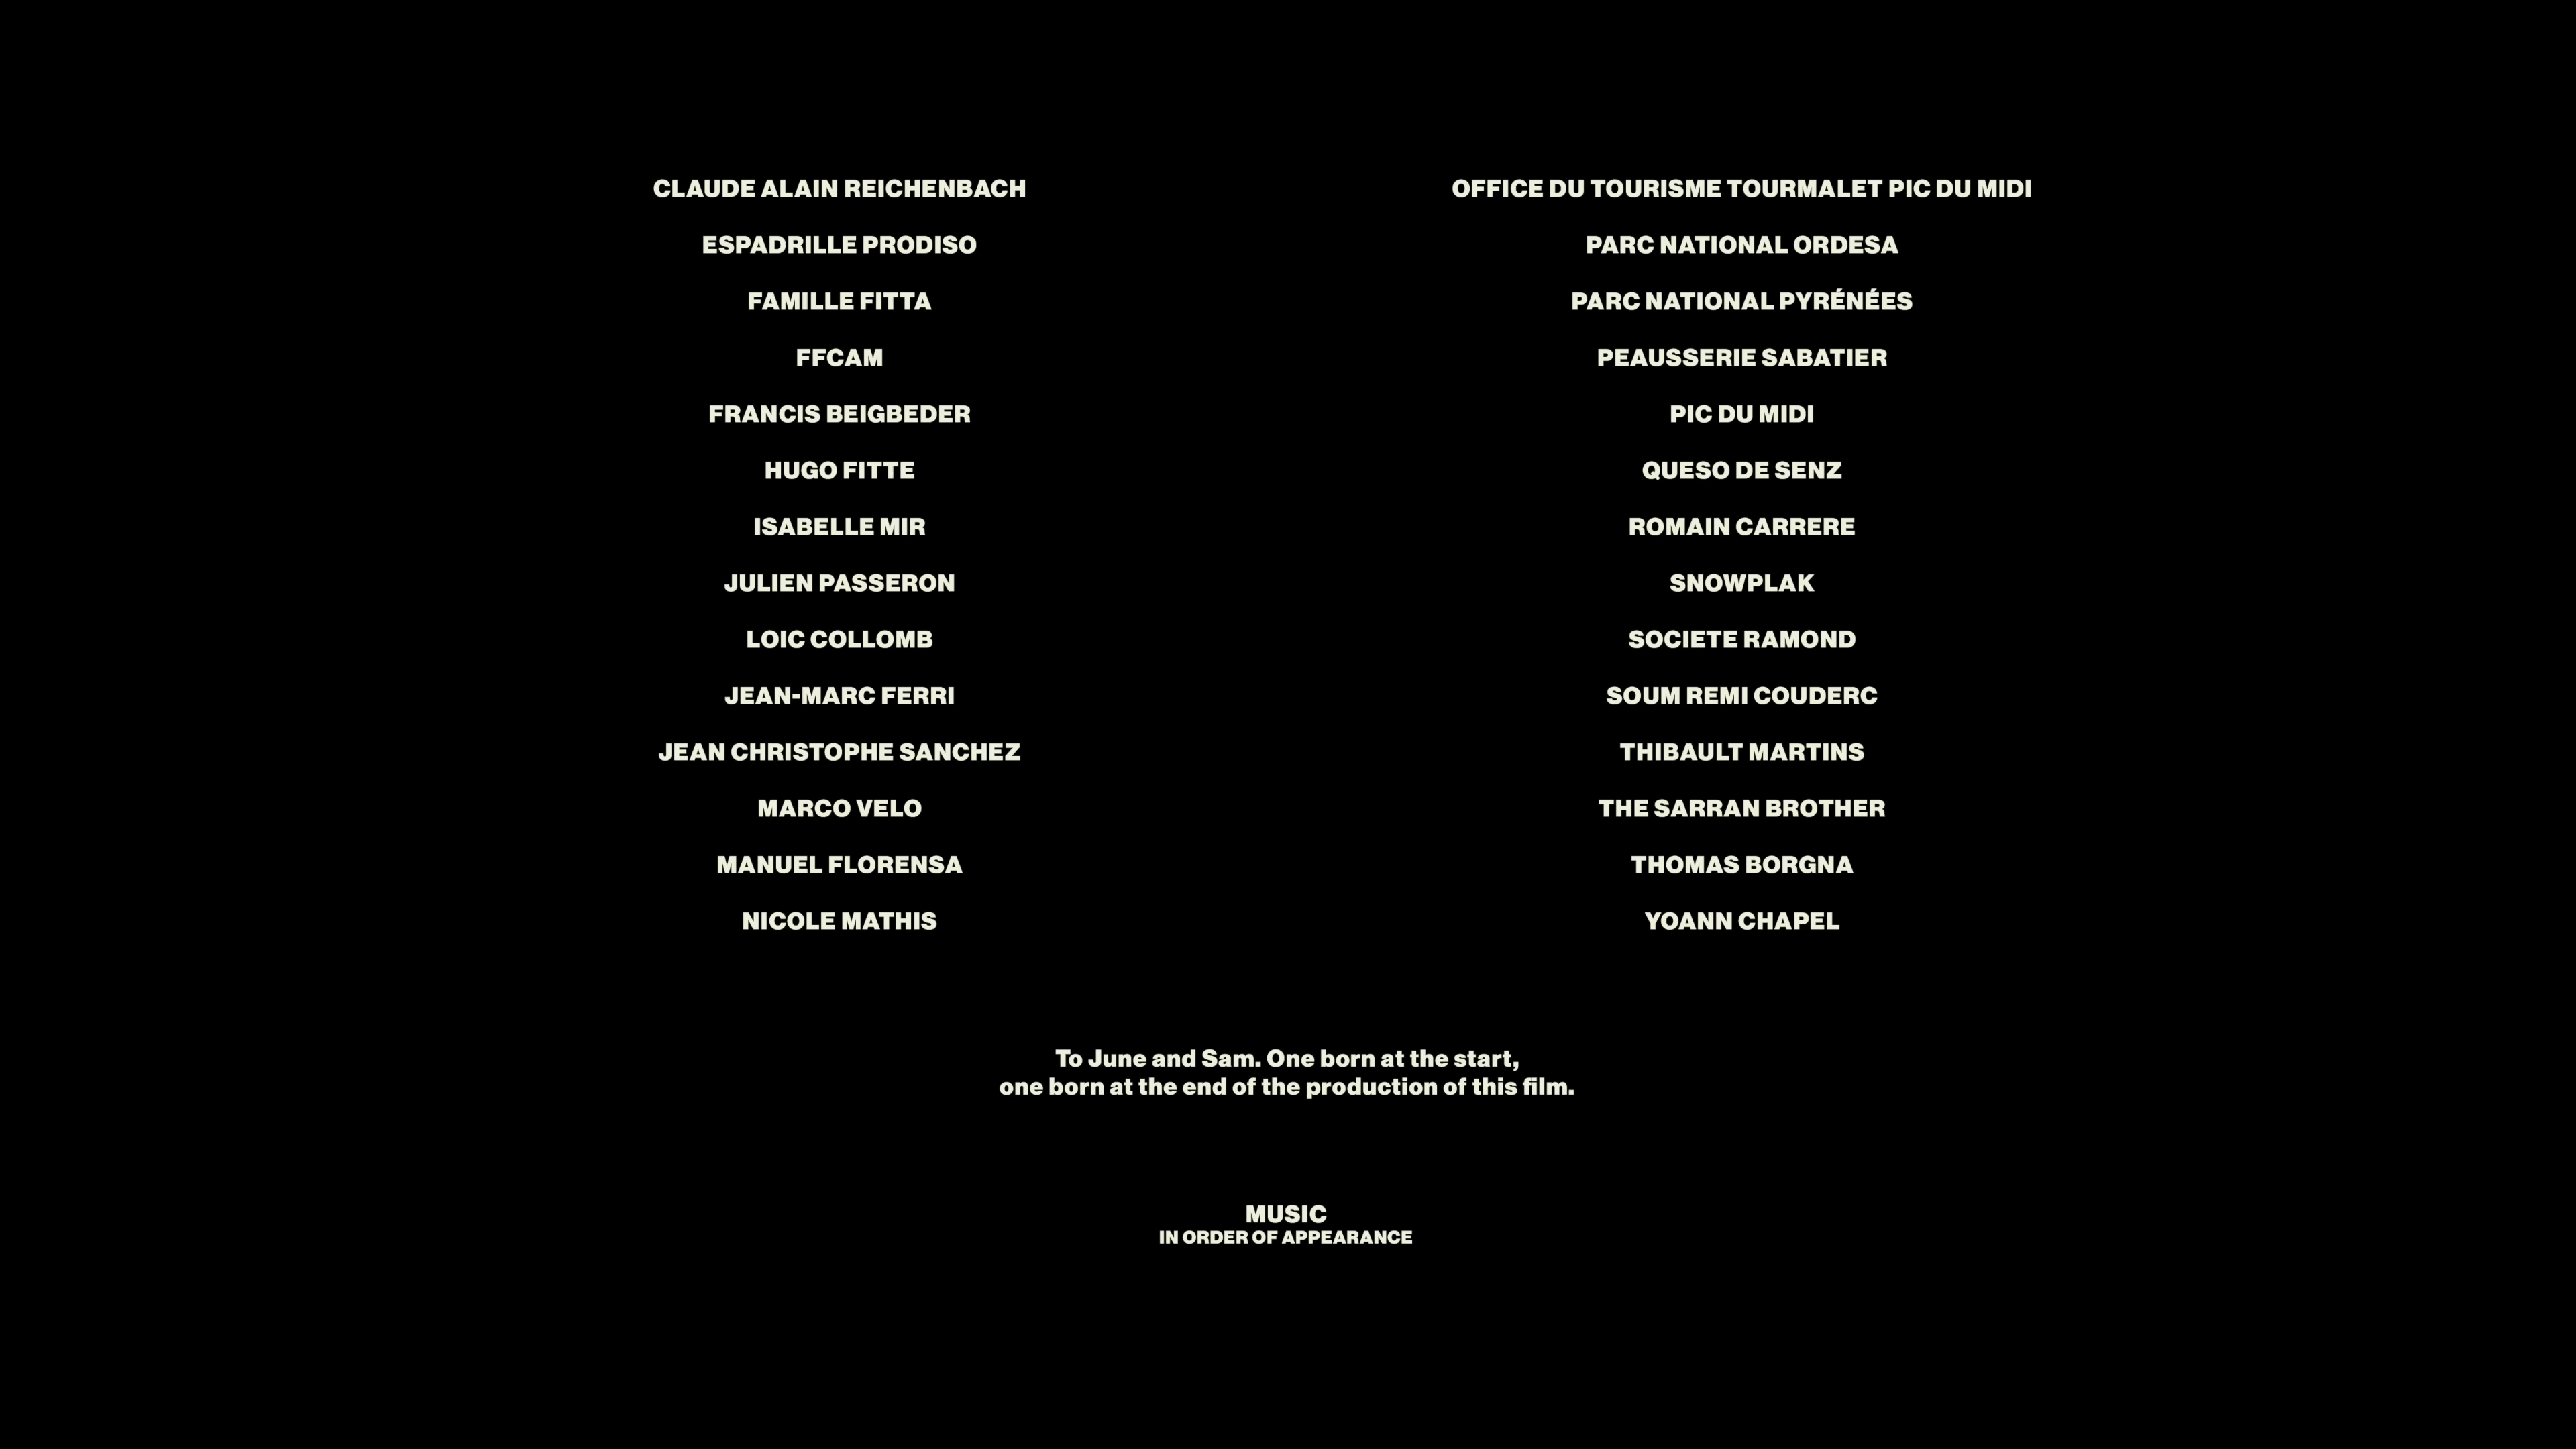 CLAUDE ALAIN REICHENBACH
ESPADRILLE PRODISO
FAMILLE FITTA
FFCAM
FRANCIS BEIGBEDER
HUGO FITTE
ISABELLE MIR
JULIEN PASSERON
LOIC COLLOMB
JEAN-MARC FERRI
JEAN CHRISTOPHE SANCHEZ
MARCO VELO
MANUEL FLORENSA
NICOLE MATHIS
OFFICE DU TOURISME TOURMALET PIC DU MIDI
PARC NATIONAL ORDESA
PARC NATIONAL PYRÉNÉES
PEAUSSERIE SABATIER
PIC DU MIDI
QUESO DE SENZ
ROMAIN CARRERE
SNOWPLAK
SOCIETE RAMOND
SOUM REMI COUDERC
THIBAULT MARTINS
THE SARRAN BROTHER
THOMAS BORGNA
YOANN CHAPEL
To June and Sam. One born at the start,
one born at the end of the production of this film.
MUSIC
IN ORDER OF APPEARANCE